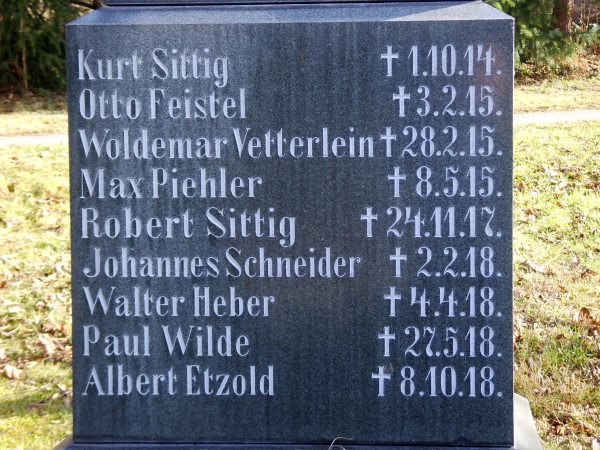 Kurt Sittig † 1.10.14.
Otto Feistel † 3.2.15.
Woldemar Vetterlein † 28.2.15.
Max Piehler † 8.5.15.
Robert Sittig † 24.11.17.
Johannes Schneider † 2.2.18.
Walter Heber † 4.4.18.
Paul Wilde † 27.5.18.
Albert Etzold † 8.10.18.